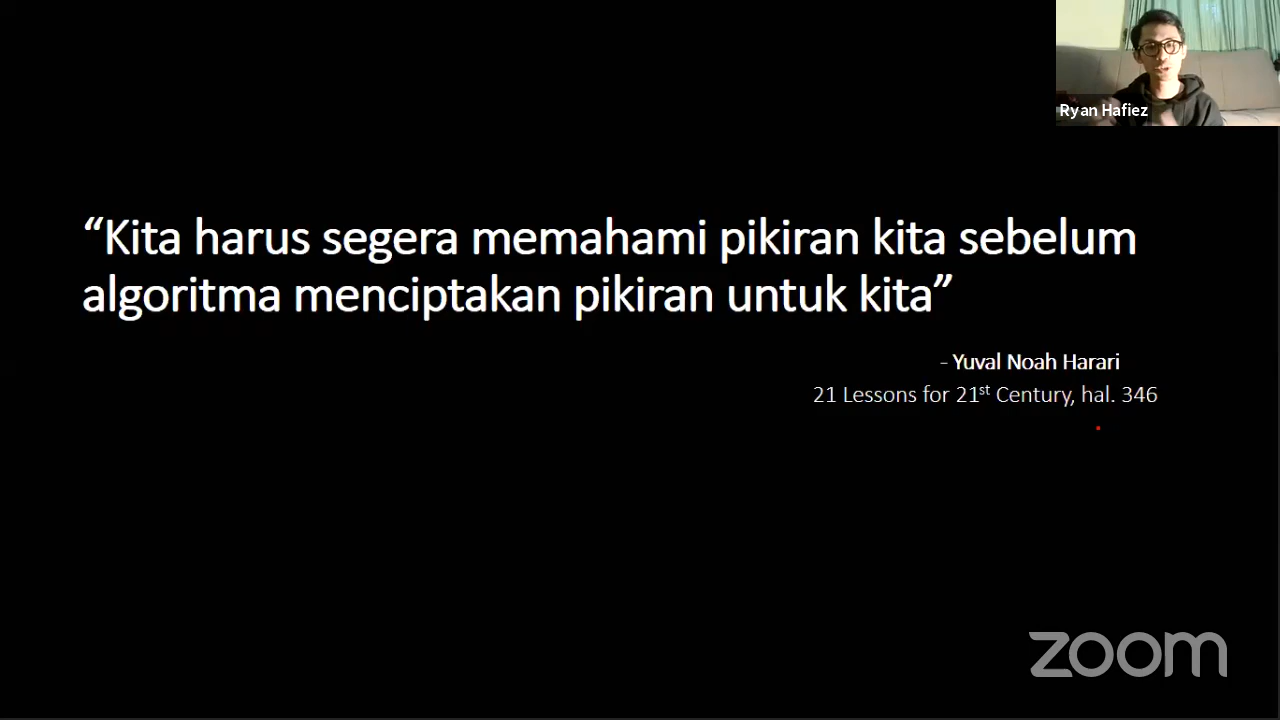 Ryan Hafiez
“Kita harus segera memahami pikiran kita sebelum
algoritma menciptakan pikiran untuk kita”
- Yuval Noah Harari
21 Lessons for 21st Century, hal. 346
zoom